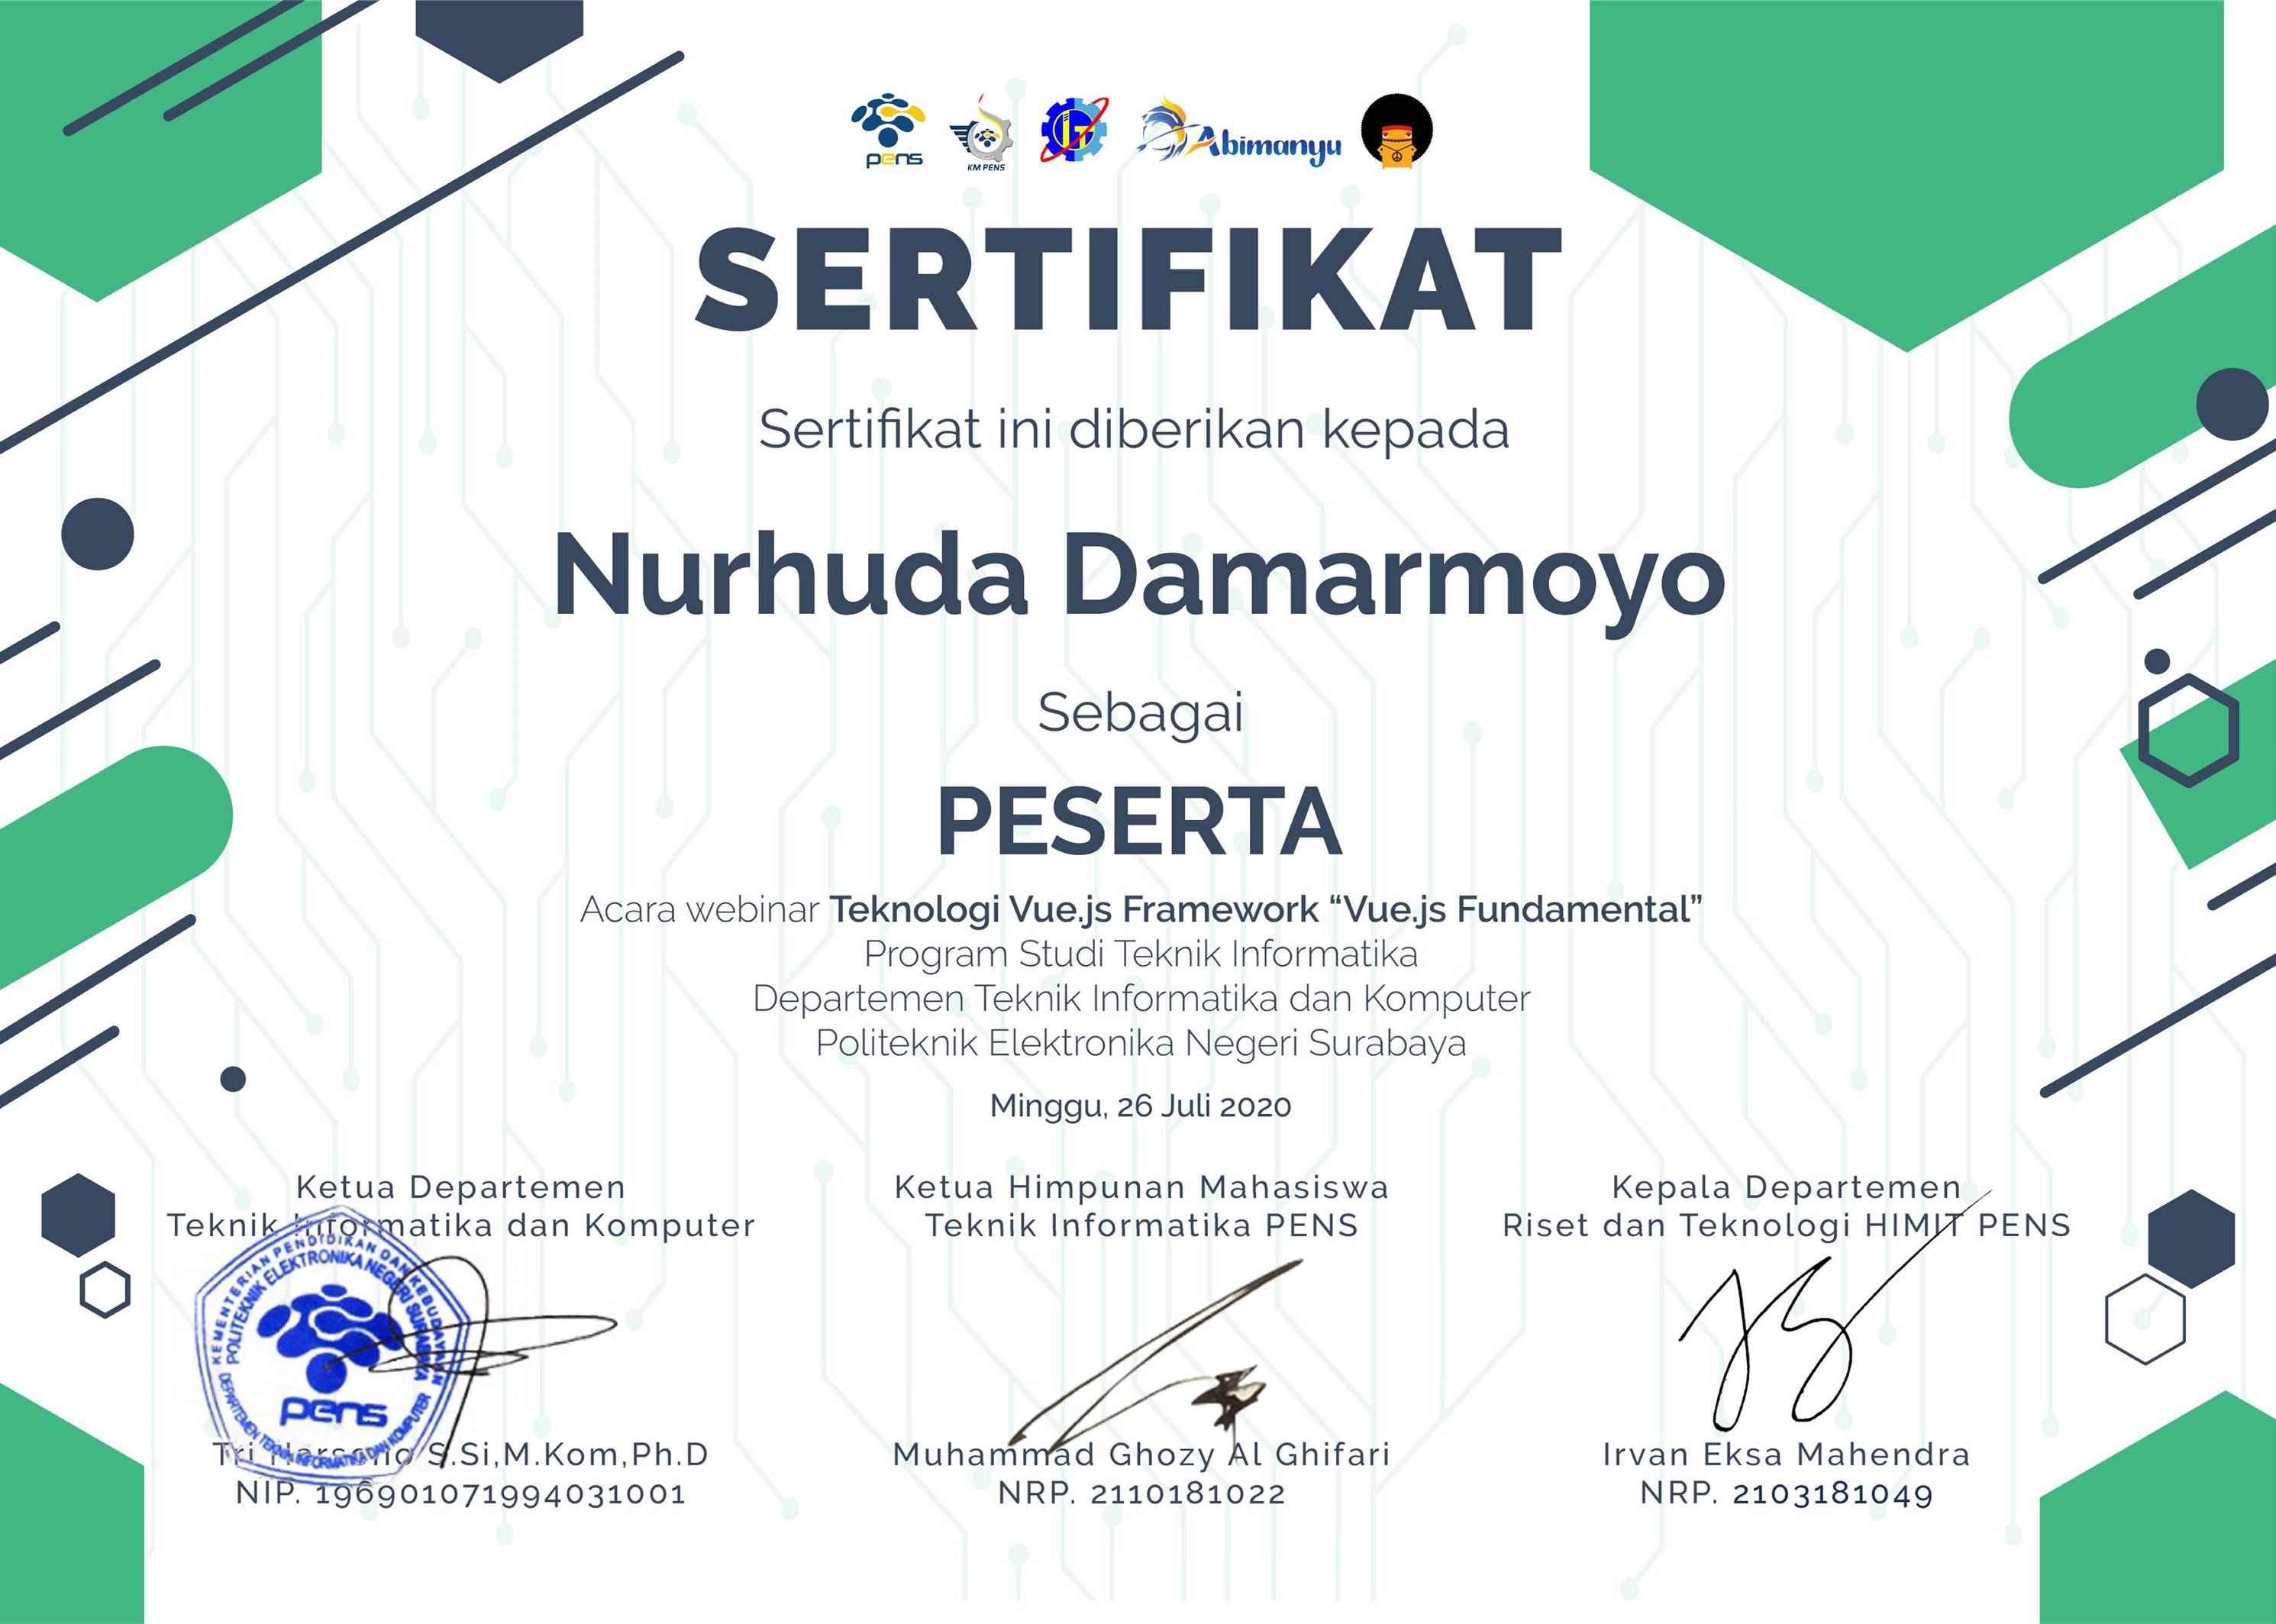 pens
KM PENS
Abimanyu
SERTIFIKAT
Sertifikat ini diberikan kepada
Nurhuda Damarmoyo
Sebagai
PESERTA
Acara webinar Teknologi Vue.js Framework “Vue.js Fundamental”
Program Studi Teknik Informatika
Departemen Teknik Informatika dan Komputer
Politeknik Elektronika Negeri Surabaya
Minggu, 26 Juli 2020
Ketua Departemen
Teknik Informatika dan Komputer
KEMENTERIAN PENDIDIKAN DAN KEBUDAYAAN
POLITEKNIK ELEKTRONIKA NEGERI SURABAYA
pens
DEPARTEMEN TEKNIK INFORMATIKA DAN KOMPUTER
Tri Harsono S.Si,M.Kom,Ph.D
NIP. 196901071994031001
Ketua Himpunan Mahasiswa
Teknik Informatika PENS
Muhammad Ghozy Al Ghifari
NRP. 2110181022
Kepala Departemen
Riset dan Teknologi HIMIT PENS
Irvan Eksa Mahendra
NRP. 2103181049